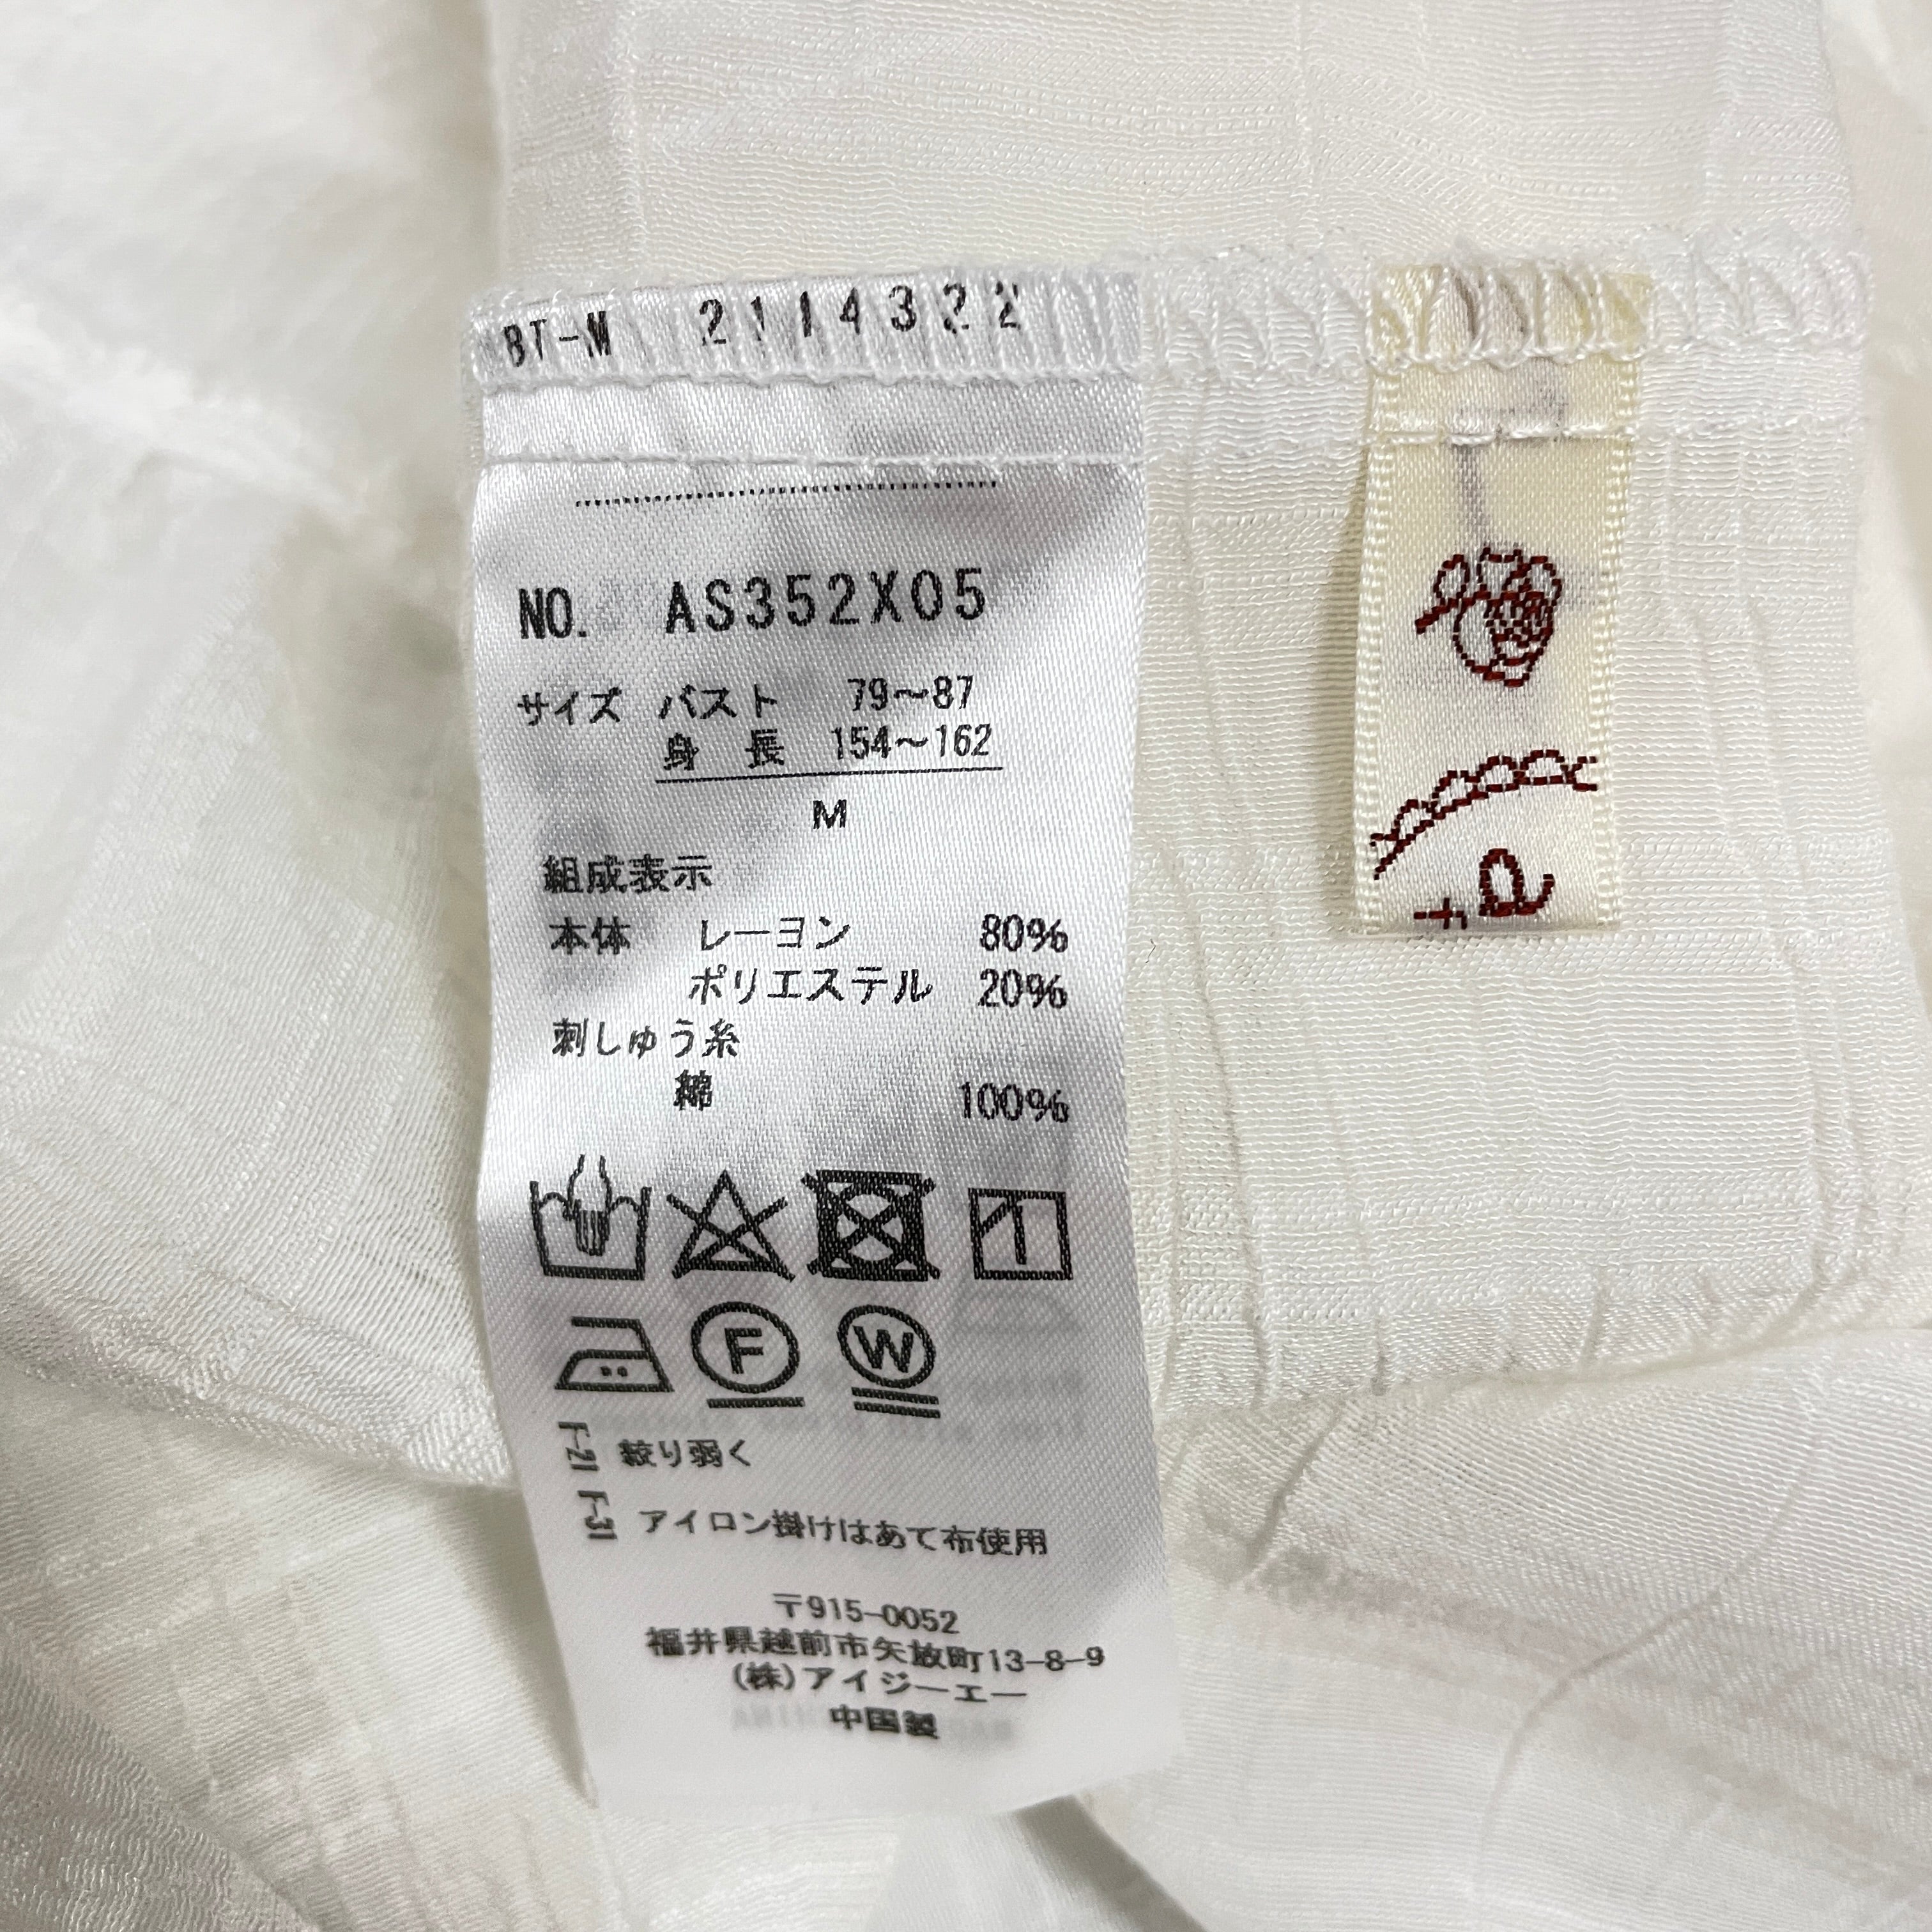 BT-M 2114322
NO. AS352X05
サイズ バスト 79～87
身 長 154～162
M
組成表示
本体 レーヨン 80%
ポリエステル 20%
刺しゅう糸
綿 100%
F
W
F-21 絞り弱く
F-31 アイロン掛けはあて布使用
〒915-0052
福井県越前市矢放町13-8-9
(株)アイジーエー
中国製